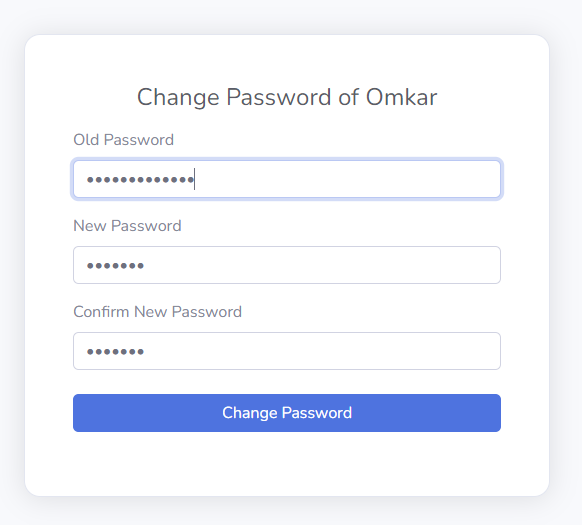 Change Password of Omkar
Old Password
•••••••••••••
New Password
•••••••
Confirm New Password
•••••••
Change Password